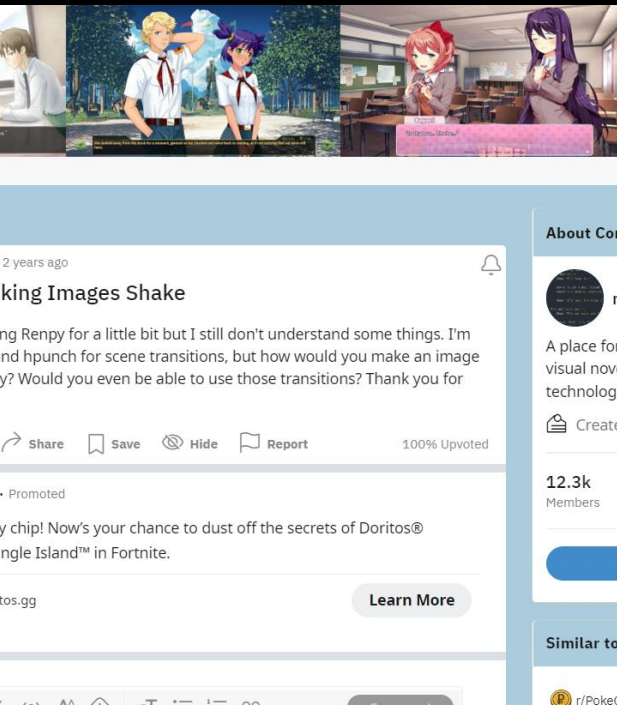 2 years ago
king Images Shake
ng Renpy for a little bit but I still don't understand some things. I'm
nd hpunch for scene transitions, but how would you make an image
y? Would you even be able to use those transitions? Thank you for
Share Save Hide Report 100% Upvoted
• Promoted
y chip! Now's your chance to dust off the secrets of Doritos®
ngle Island™ in Fortnite.
tos.gg
Learn More
About Co
A place fo
visual nov
technolog
Create
12.3k
Members
Similar to
r/Poke